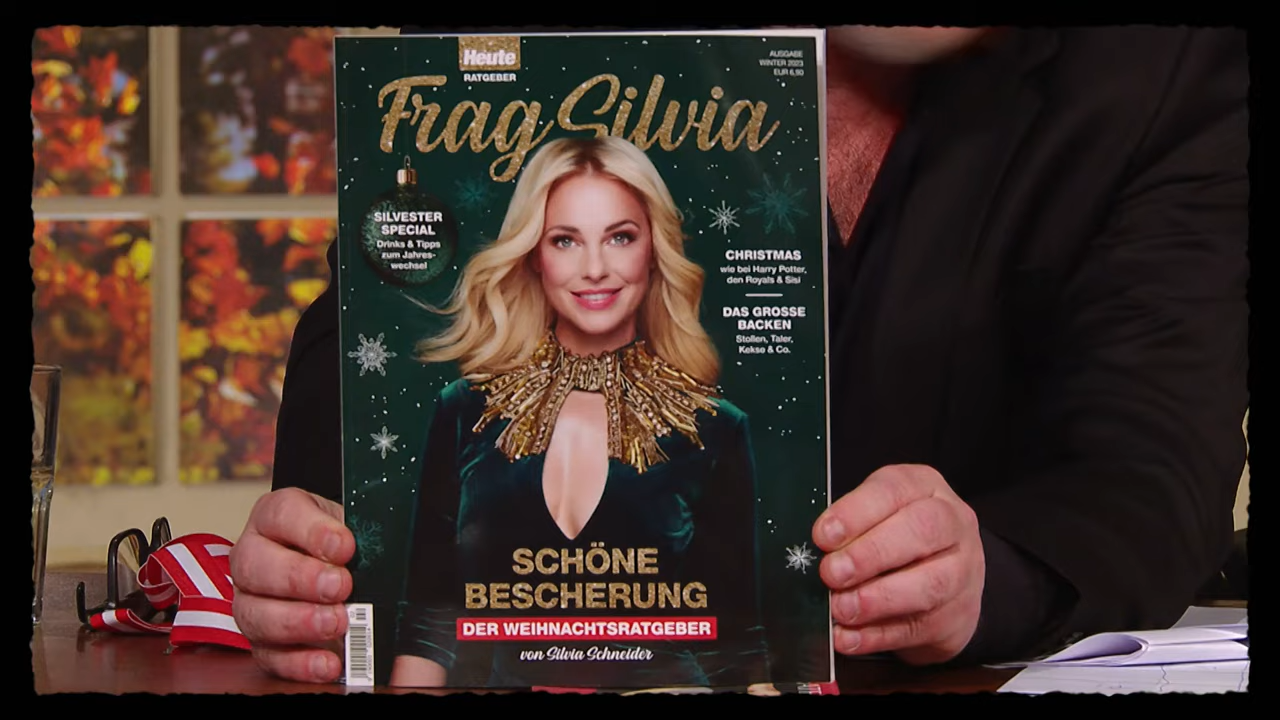 Heute
RATGEBER
AUSGABE
WINTER 2023
EUR 6,90
Frag Silvia
SILVESTER
SPECIAL
Drinks & Tipps
zum Jahres-
wechsel
CHRISTMAS
wie bei Harry Potter,
den Royals & Sisi
DAS GROSSE
BACKEN
Stollen, Taler,
Kekse & Co.
SCHÖNE
BESCHERUNG
DER WEIHNACHTSRATGEBER
von Silvia Schneider